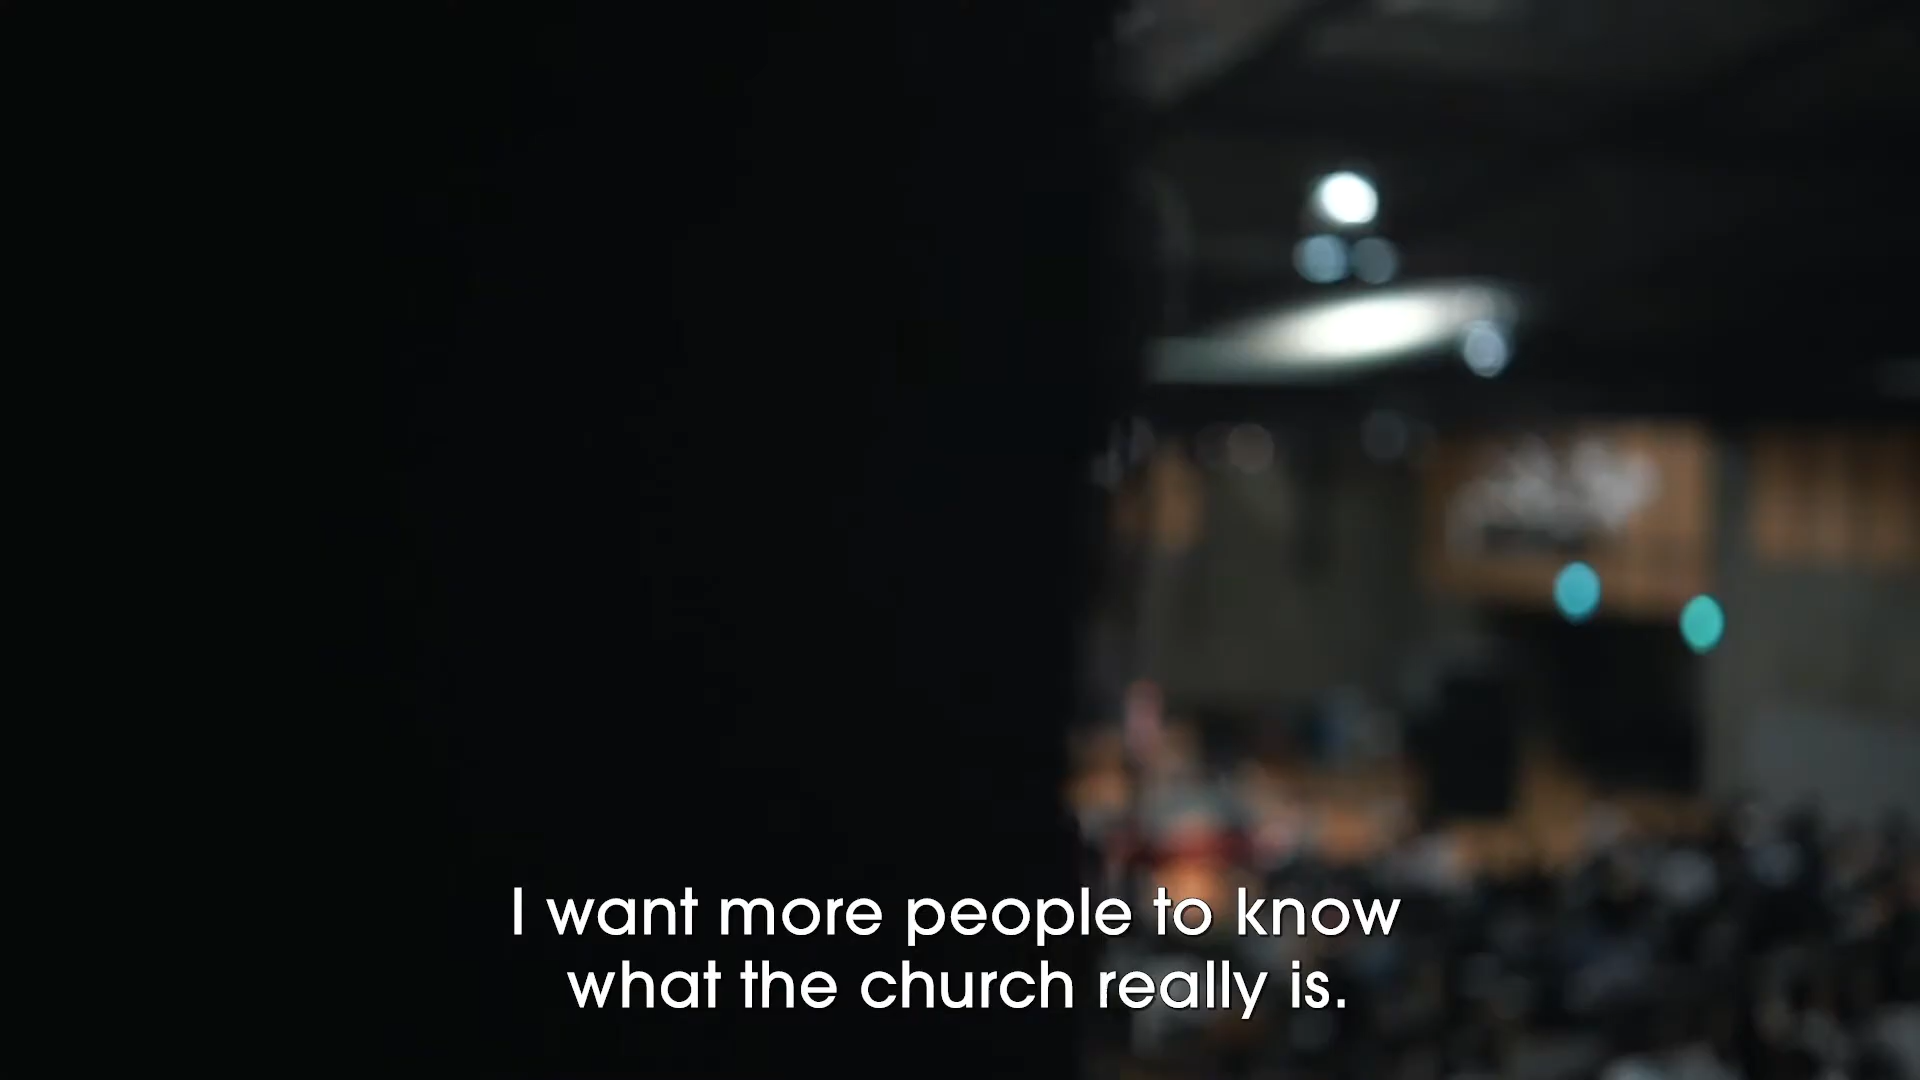 I want more people to know
what the church really is.